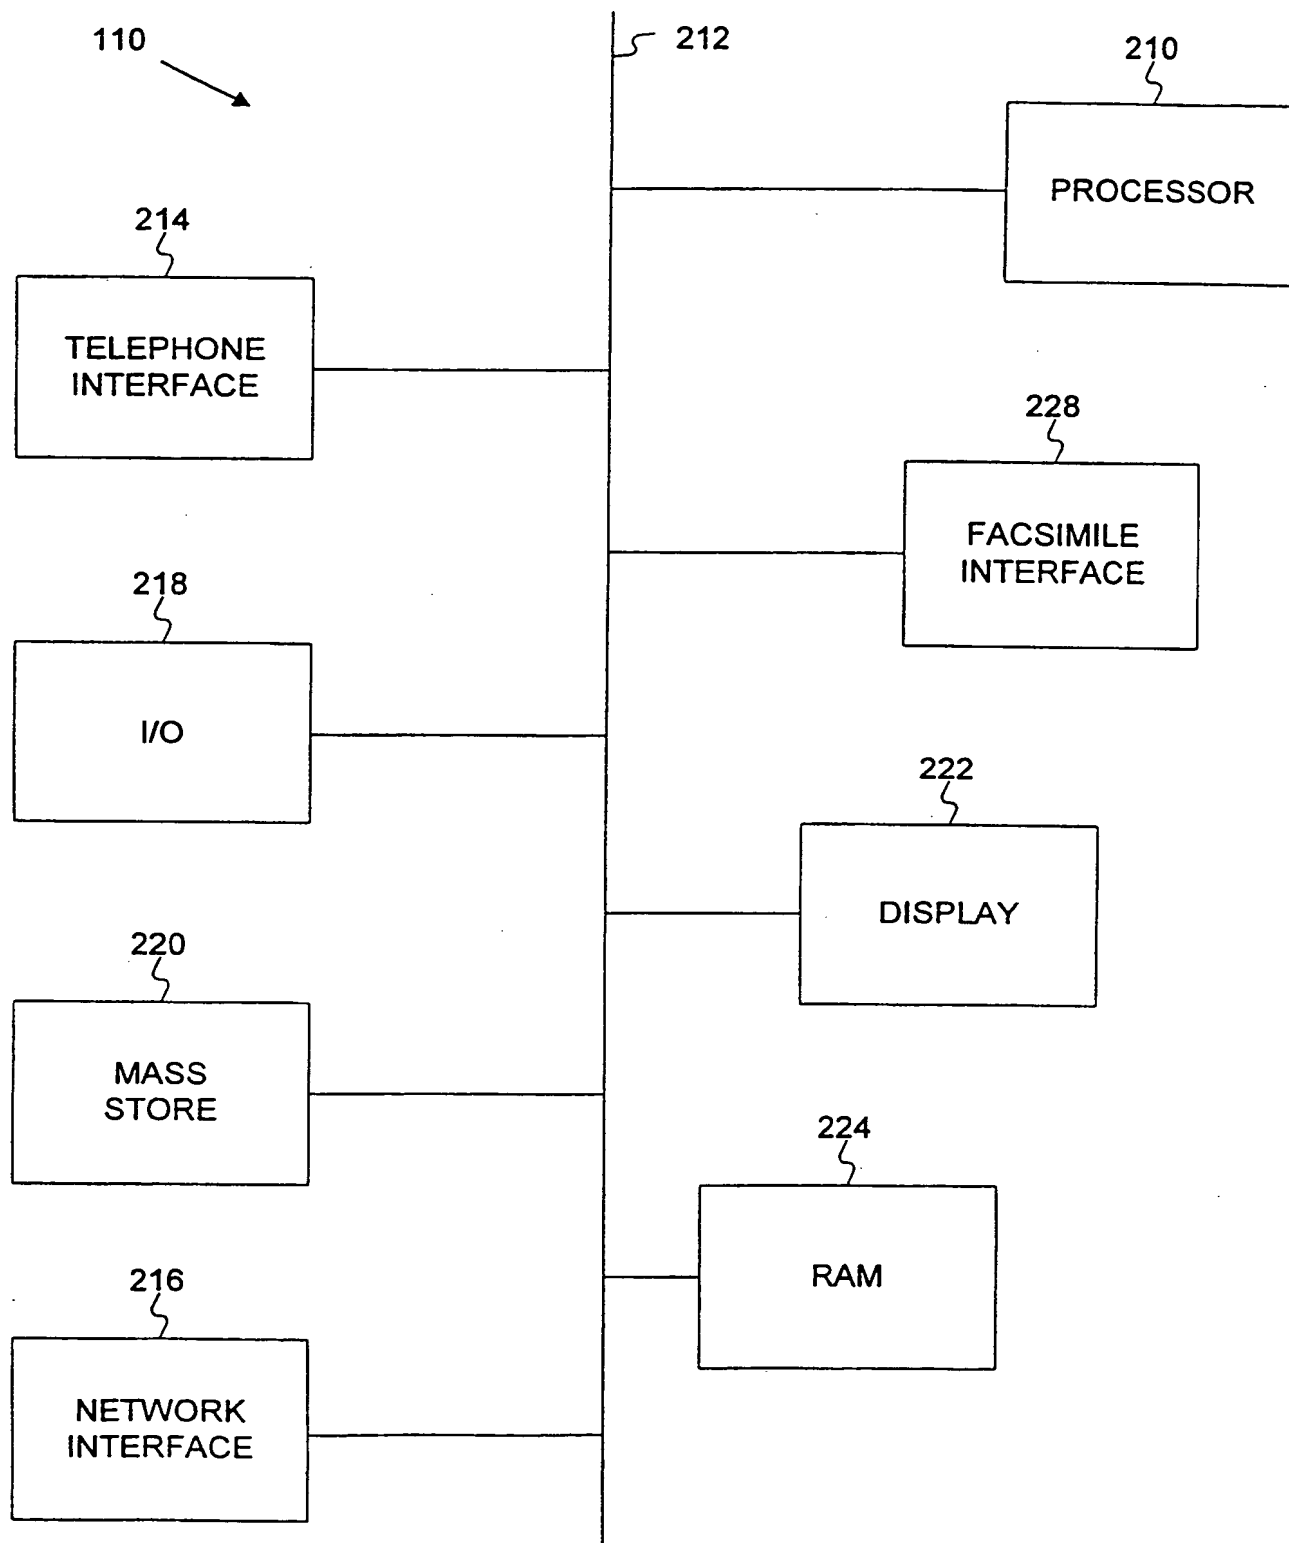 110
212
210
PROCESSOR
214
TELEPHONE
INTERFACE
228
FACSIMILE
INTERFACE
218
I/O
222
DISPLAY
220
MASS
STORE
224
RAM
216
NETWORK
INTERFACE